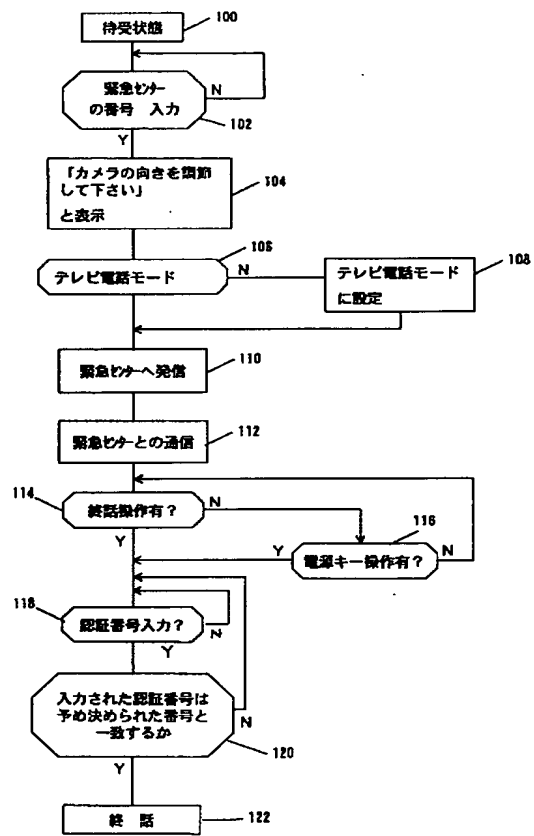 待受状態
100
緊急センター
の番号 入力
N
102
Y
「カメラの向きを調節
して下さい」
と表示
104
106
テレビ電話モード
N
テレビ電話モード
に設定
108
緊急センターへ発信
110
緊急センターとの通信
112
114
終話操作有?
N
Y
116
電源キー操作有?
Y
N
118
認証番号入力?
N
Y
入力された認証番号は
予め決められた番号と
一致するか
N
120
Y
終 話
122